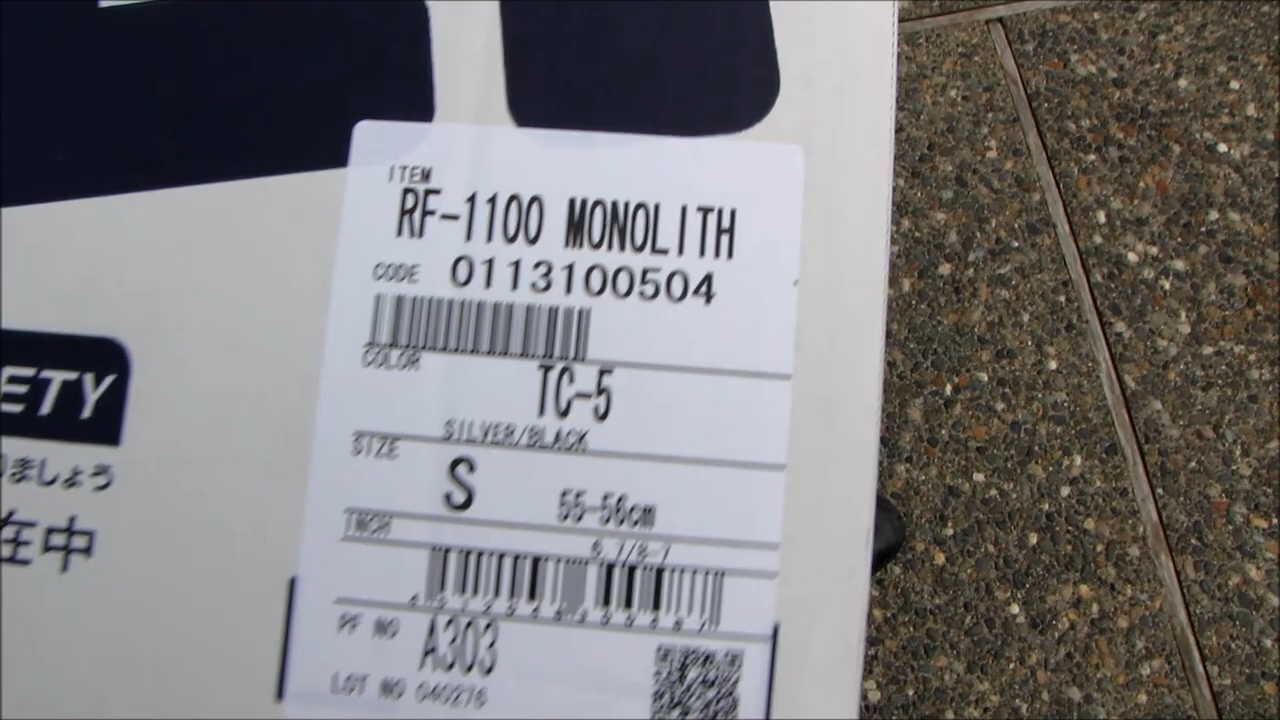 ITEM
RF-1100 MONOLITH
CODE 0113100504
COLOR
TC-5
SILVER/BLACK
SIZE
S 55-56cm
INCH
PF NO A303
LOT NO 040276
ETY
ましょう
在中